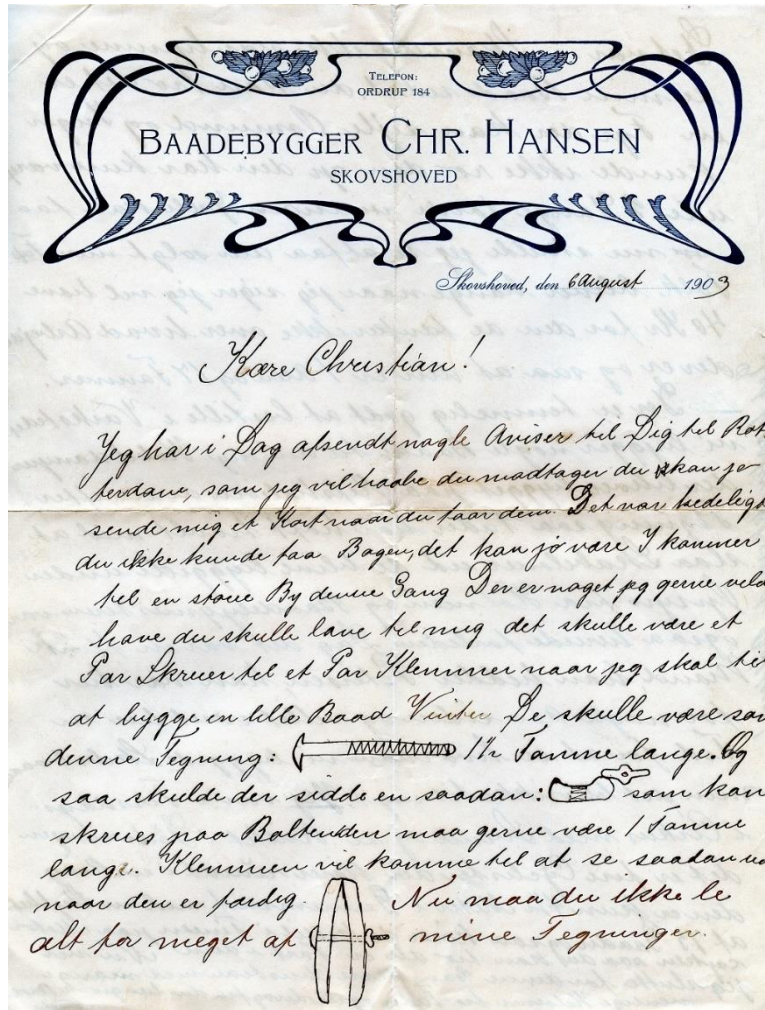 TELEFON:
ORDRUP 184
BAADEBYGGER CHR. HANSEN
SKOVSHOVED
Skovshoved, den 6 August 1903
Kære Christian!
Jeg har i Dag afsendt nogle Aviser til Dig til Rot
terdam, som jeg vil haabe du modtager du kan jo
sende mig et Kort naar du faar dem. Det var kedeligt
du ikke kunde faa Bogen, det kan jo være I kommer
til en større By denne Gang Der er noget jeg gerne vild
have du skulle lave til mig det skulle være et
Par Skruer til et Par Klemmer naar jeg skal til
at bygge en lille Baad Vinter De skulle være som
denne Tegning: 1½ Tomme lange. Og
saa skulde der sidde en saadan: som kan
skrues paa Boltenden maa gerne være 1 Tomme
lange. Klemmen vil komme til at se saadan ud
naar den er færdig. Nu maa du ikke le
alt for meget af mine Tegninger.